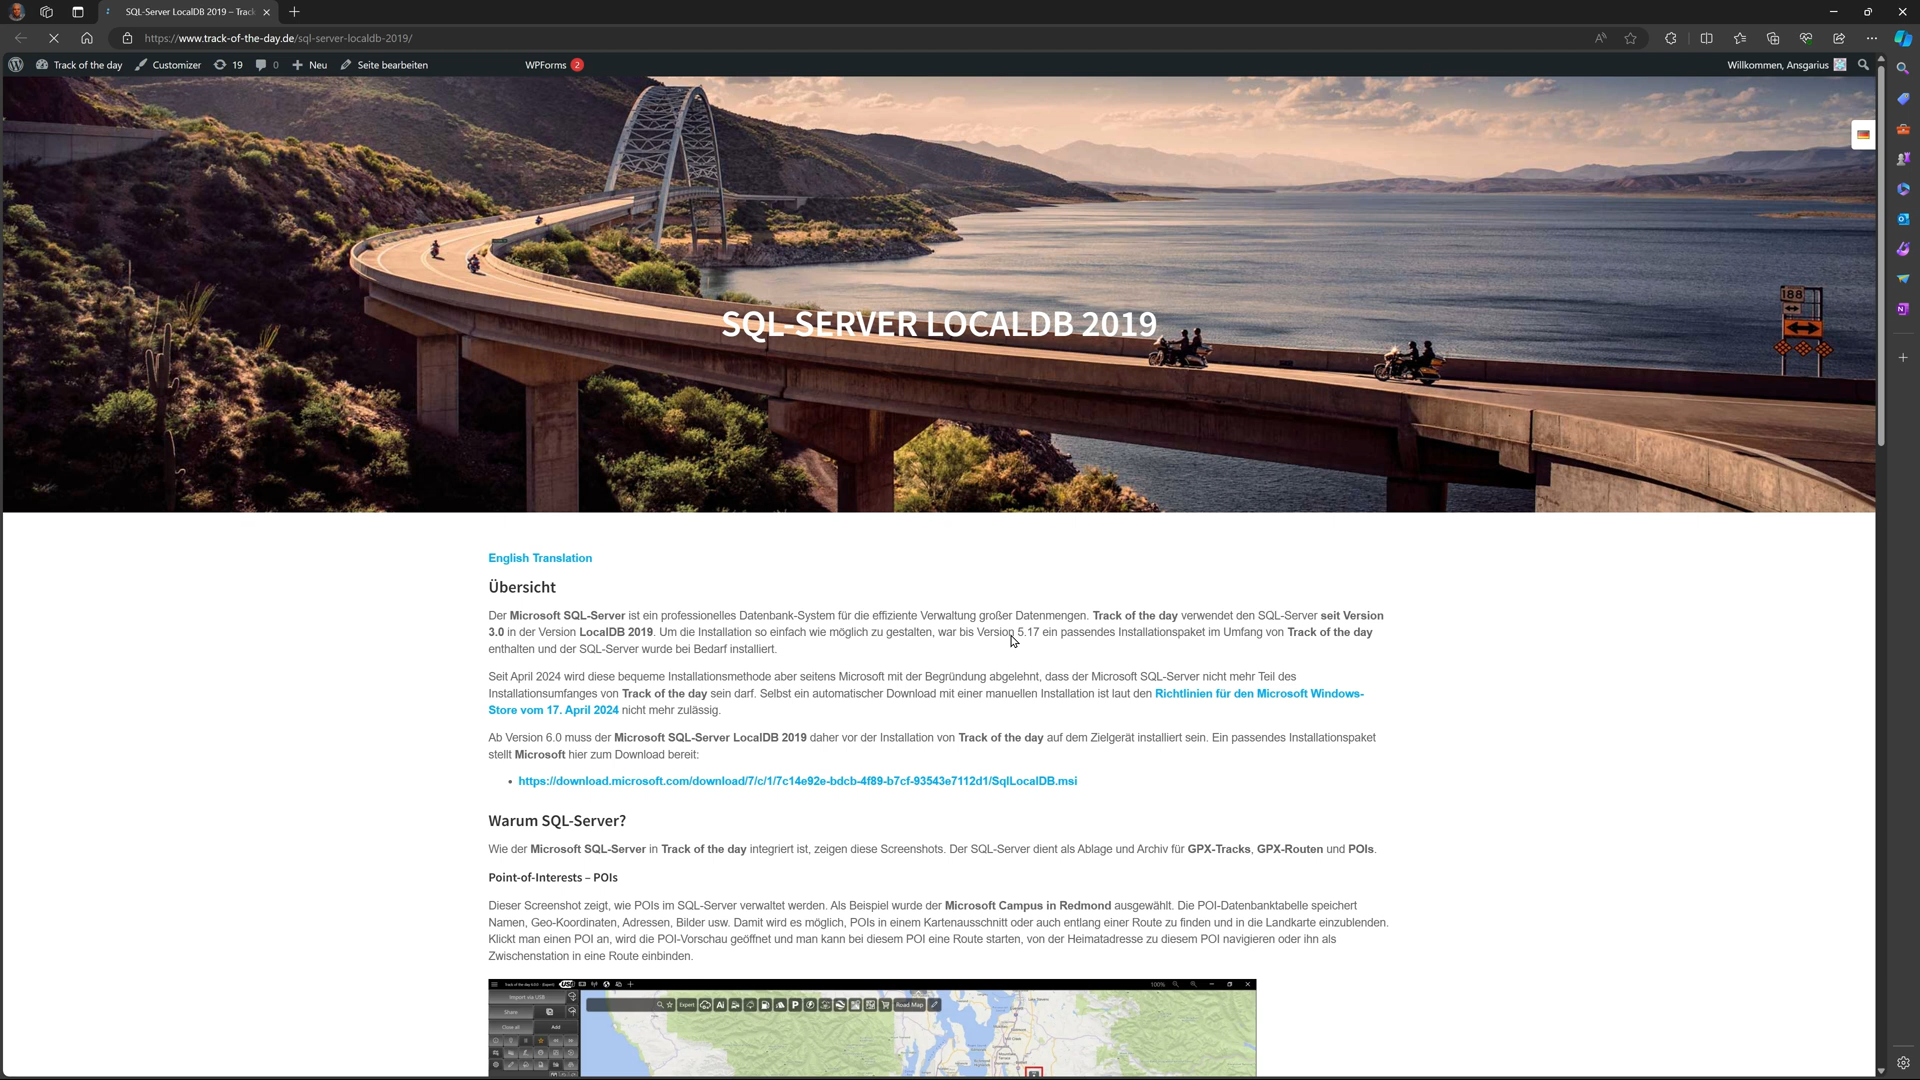 SQL-Server LocalDB 2019 – Track
https://www.track-of-the-day.de/sql-server-localdb-2019/
Track of the day Customizer 19 0 Neu Seite bearbeiten WPForms 2 Willkommen, Ansgarius
188
SQL-SERVER LOCALDB 2019
English Translation
Übersicht
Der Microsoft SQL-Server ist ein professionelles Datenbank-System für die effiziente Verwaltung großer Datenmengen. Track of the day verwendet den SQL-Server seit Version
3.0 in der Version LocalDB 2019. Um die Installation so einfach wie möglich zu gestalten, war bis Version 5.17 ein passendes Installationspaket im Umfang von Track of the day
enthalten und der SQL-Server wurde bei Bedarf installiert.
Seit April 2024 wird diese bequeme Installationsmethode aber seitens Microsoft mit der Begründung abgelehnt, dass der Microsoft SQL-Server nicht mehr Teil des
Installationsumfanges von Track of the day sein darf. Selbst ein automatischer Download mit einer manuellen Installation ist laut den Richtlinien für den Microsoft Windows-
Store vom 17. April 2024 nicht mehr zulässig.
Ab Version 6.0 muss der Microsoft SQL-Server LocalDB 2019 daher vor der Installation von Track of the day auf dem Zielgerät installiert sein. Ein passendes Installationspaket
stellt Microsoft hier zum Download bereit:
• https://download.microsoft.com/download/7/c/1/7c14e92e-bdcb-4f89-b7cf-93543e7112d1/SqlLocalDB.msi
Warum SQL-Server?
Wie der Microsoft SQL-Server in Track of the day integriert ist, zeigen diese Screenshots. Der SQL-Server dient als Ablage und Archiv für GPX-Tracks, GPX-Routen und POIs.
Point-of-Interests – POIs
Dieser Screenshot zeigt, wie POIs im SQL-Server verwaltet werden. Als Beispiel wurde der Microsoft Campus in Redmond ausgewählt. Die POI-Datenbanktabelle speichert
Namen, Geo-Koordinaten, Adressen, Bilder usw. Damit wird es möglich, POIs in einem Kartenausschnitt oder auch entlang einer Route zu finden und in die Landkarte einzublenden.
Klickt man einen POI an, wird die POI-Vorschau geöffnet und man kann bei diesem POI eine Route starten, von der Heimatadresse zu diesem POI navigieren oder ihn als
Zwischenstation in eine Route einbinden.
100%
Import via USB
Expert Ai P Road Map
Share
Close all Add